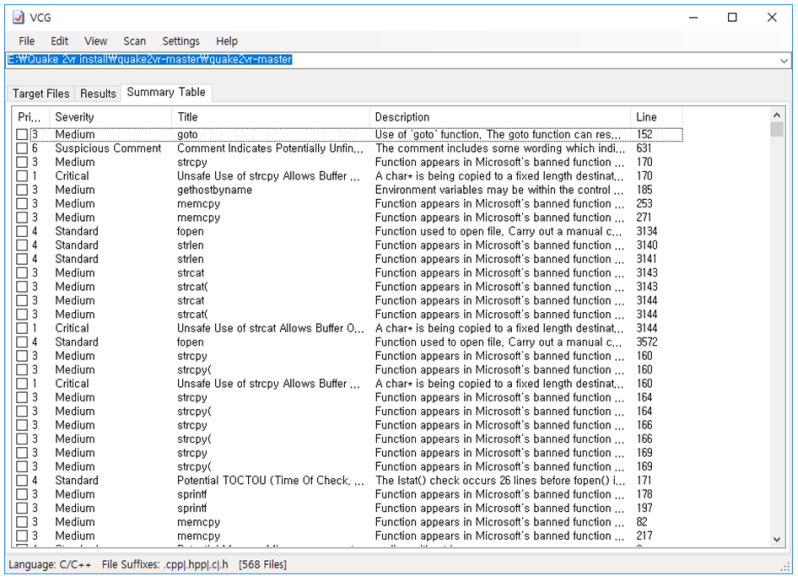 VCG
File Edit View Scan Settings Help
E:₩Quake 2vr install₩quake2vr-master₩quake2vr-master
Target Files Results Summary Table
Pri... Severity Title Description Line
3 Medium goto Use of `goto' function. The goto function can res... 152
6 Suspicious Comment Comment Indicates Potentially Unfin... The comment includes some wording which indi... 631
3 Medium strcpy Function appears in Microsoft's banned function ... 170
1 Critical Unsafe Use of strcpy Allows Buffer ... A char* is being copied to a fixed length destinat... 170
3 Medium gethostbyname Environment variables may be within the control ... 185
3 Medium memcpy Function appears in Microsoft's banned function ... 253
3 Medium memcpy Function appears in Microsoft's banned function ... 271
4 Standard fopen Function used to open file. Carry out a manual c... 3134
4 Standard strlen Function appears in Microsoft's banned function ... 3140
4 Standard strlen Function appears in Microsoft's banned function ... 3141
3 Medium strcat Function appears in Microsoft's banned function ... 3143
3 Medium strcat( Function appears in Microsoft's banned function ... 3143
3 Medium strcat Function appears in Microsoft's banned function ... 3144
3 Medium strcat( Function appears in Microsoft's banned function ... 3144
1 Critical Unsafe Use of strcat Allows Buffer O... A char* is being copied to a fixed length destinat... 3144
4 Standard fopen Function used to open file. Carry out a manual c... 3572
3 Medium strcpy Function appears in Microsoft's banned function ... 160
3 Medium strcpy( Function appears in Microsoft's banned function ... 160
1 Critical Unsafe Use of strcpy Allows Buffer ... A char* is being copied to a fixed length destinat... 160
3 Medium strcpy Function appears in Microsoft's banned function ... 164
3 Medium strcpy( Function appears in Microsoft's banned function ... 164
3 Medium strcpy Function appears in Microsoft's banned function ... 166
3 Medium strcpy( Function appears in Microsoft's banned function ... 166
3 Medium strcpy Function appears in Microsoft's banned function ... 169
3 Medium strcpy( Function appears in Microsoft's banned function ... 169
4 Standard Potential TOCTOU (Time Of Check, ... The lstat() check occurs 26 lines before fopen() i... 171
3 Medium sprintf Function appears in Microsoft's banned function ... 178
3 Medium sprintf Function appears in Microsoft's banned function ... 197
3 Medium memcpy Function appears in Microsoft's banned function ... 82
3 Medium memcpy Function appears in Microsoft's banned function ... 217
Language: C/C++ File Suffixes: .cpp|.hpp|.c|.h [568 Files]